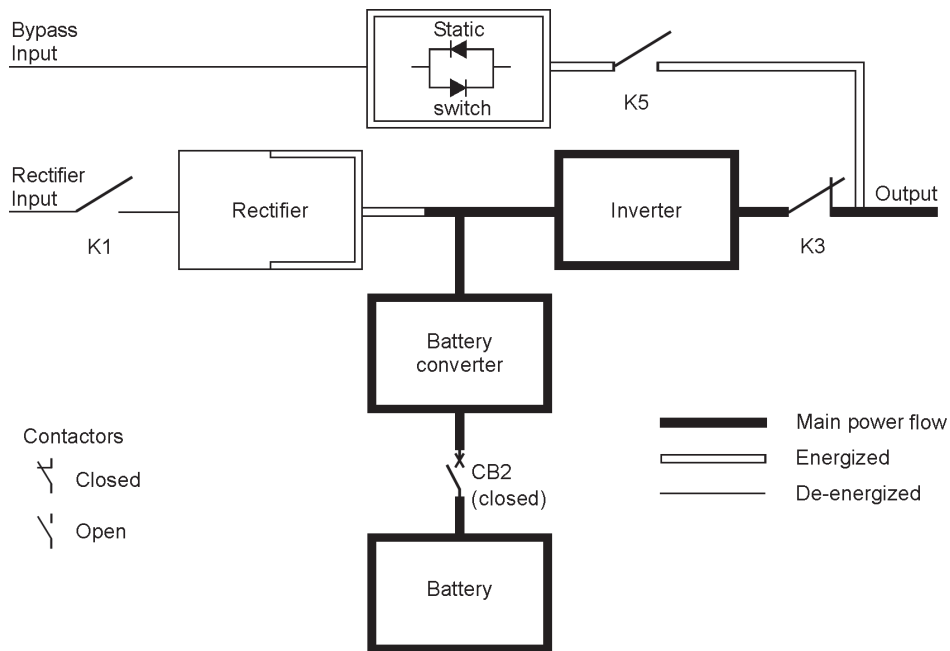 Bypass
Input
Static
switch
K5
Rectifier
Input
K1
Rectifier
Inverter
K3
Output
Battery
converter
Contactors
Closed
Open
CB2
(closed)
Battery
Main power flow
Energized
De-energized